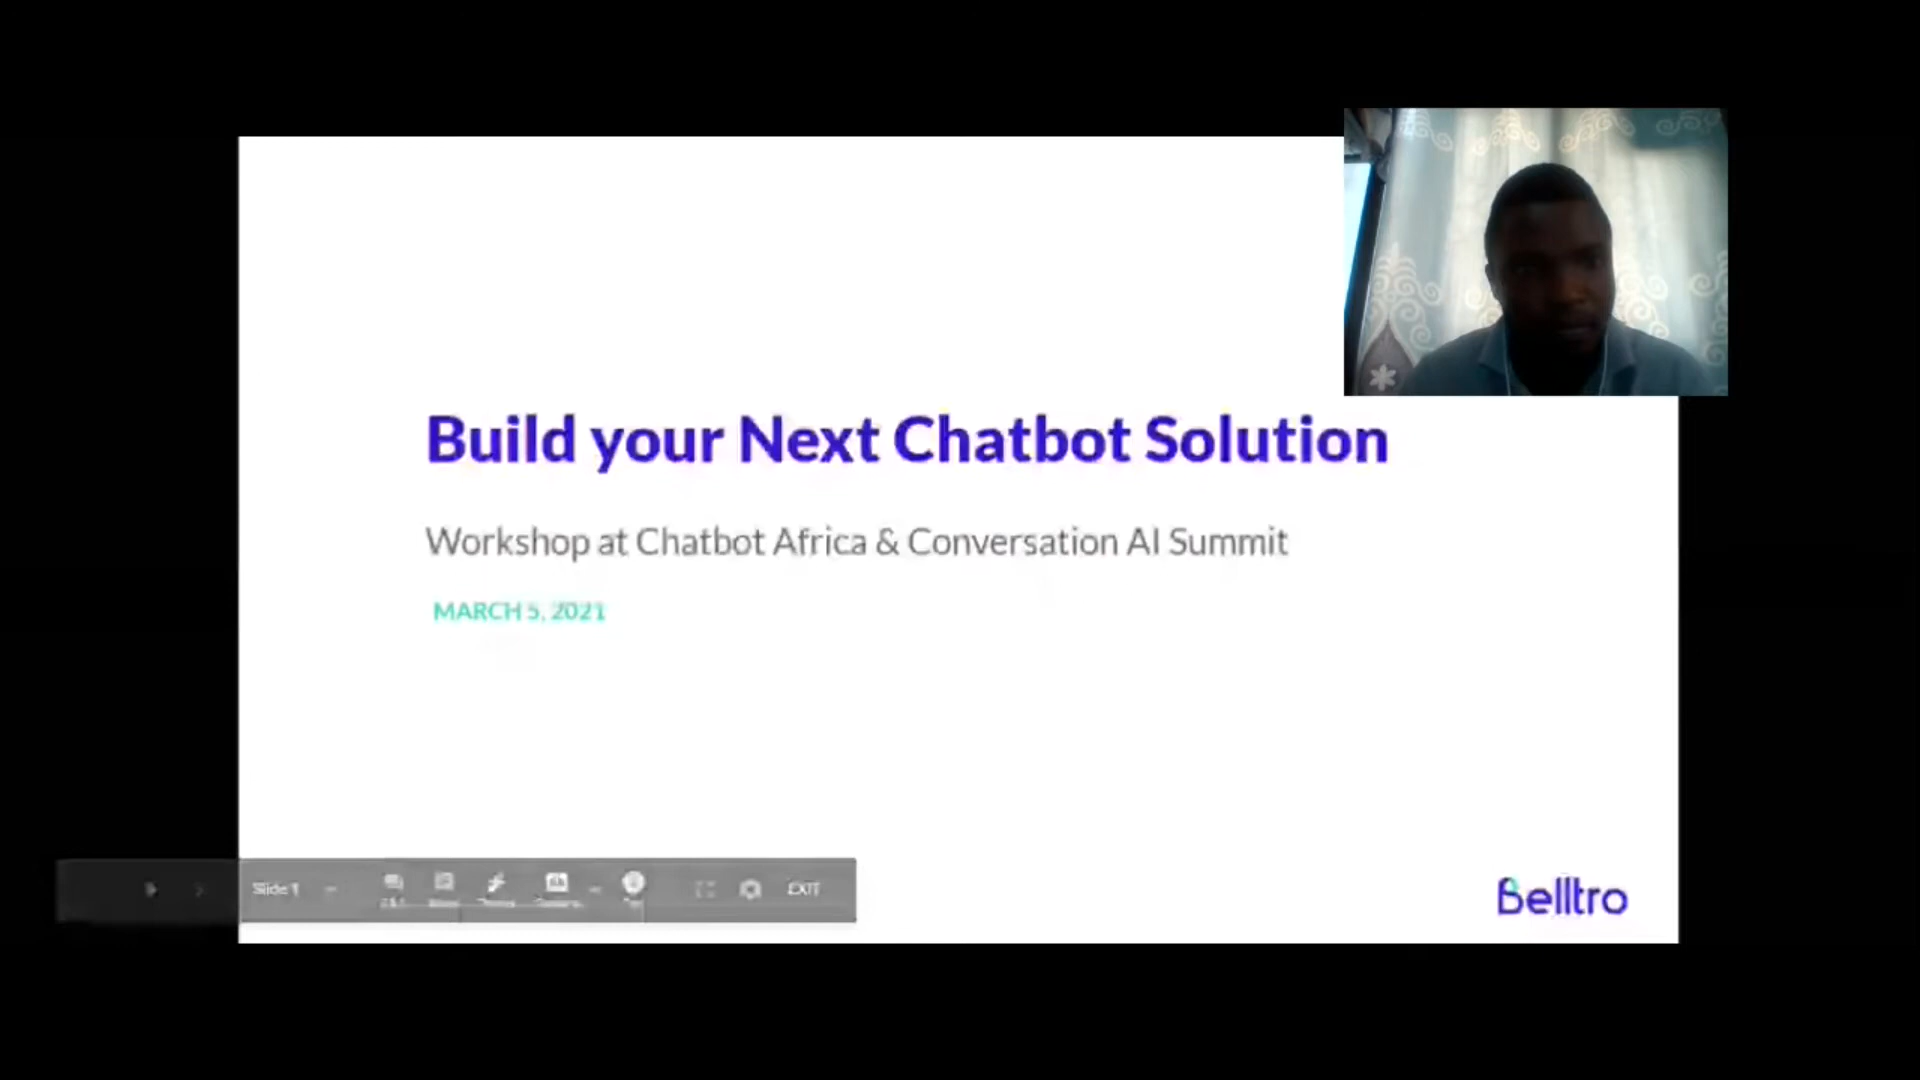 Build your Next Chatbot Solution
Workshop at Chatbot Africa & Conversation AI Summit
MARCH 5, 2021
Slide 1
EXIT
Belltro